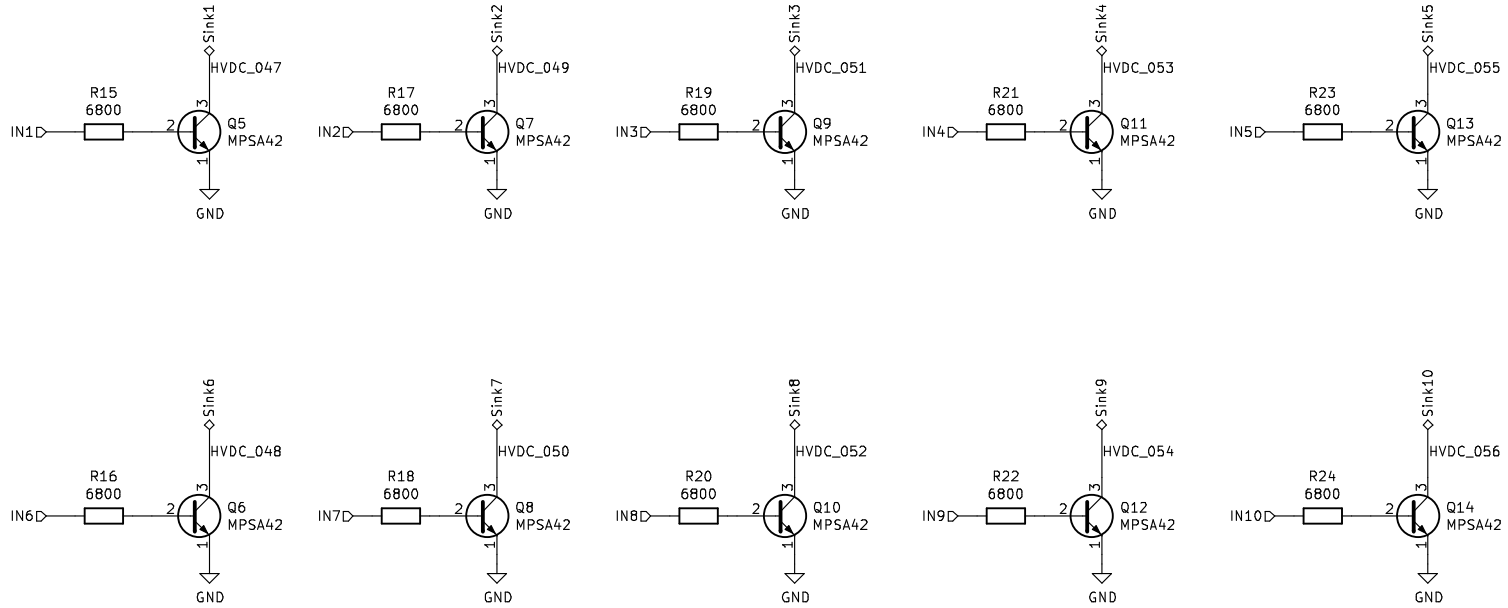 Sink1
HVDC_047
R15
6800
IN1
2
3
1
Q5
MPSA42
GND
Sink2
HVDC_049
R17
6800
IN2
2
3
1
Q7
MPSA42
GND
Sink3
HVDC_051
R19
6800
IN3
2
3
1
Q9
MPSA42
GND
Sink4
HVDC_053
R21
6800
IN4
2
3
1
Q11
MPSA42
GND
Sink5
HVDC_055
R23
6800
IN5
2
3
1
Q13
MPSA42
GND
Sink6
HVDC_048
R16
6800
IN6
2
3
1
Q6
MPSA42
GND
Sink7
HVDC_050
R18
6800
IN7
2
3
1
Q8
MPSA42
GND
Sink8
HVDC_052
R20
6800
IN8
2
3
1
Q10
MPSA42
GND
Sink9
HVDC_054
R22
6800
IN9
2
3
1
Q12
MPSA42
GND
Sink10
HVDC_056
R24
6800
IN10
2
3
1
Q14
MPSA42
GND